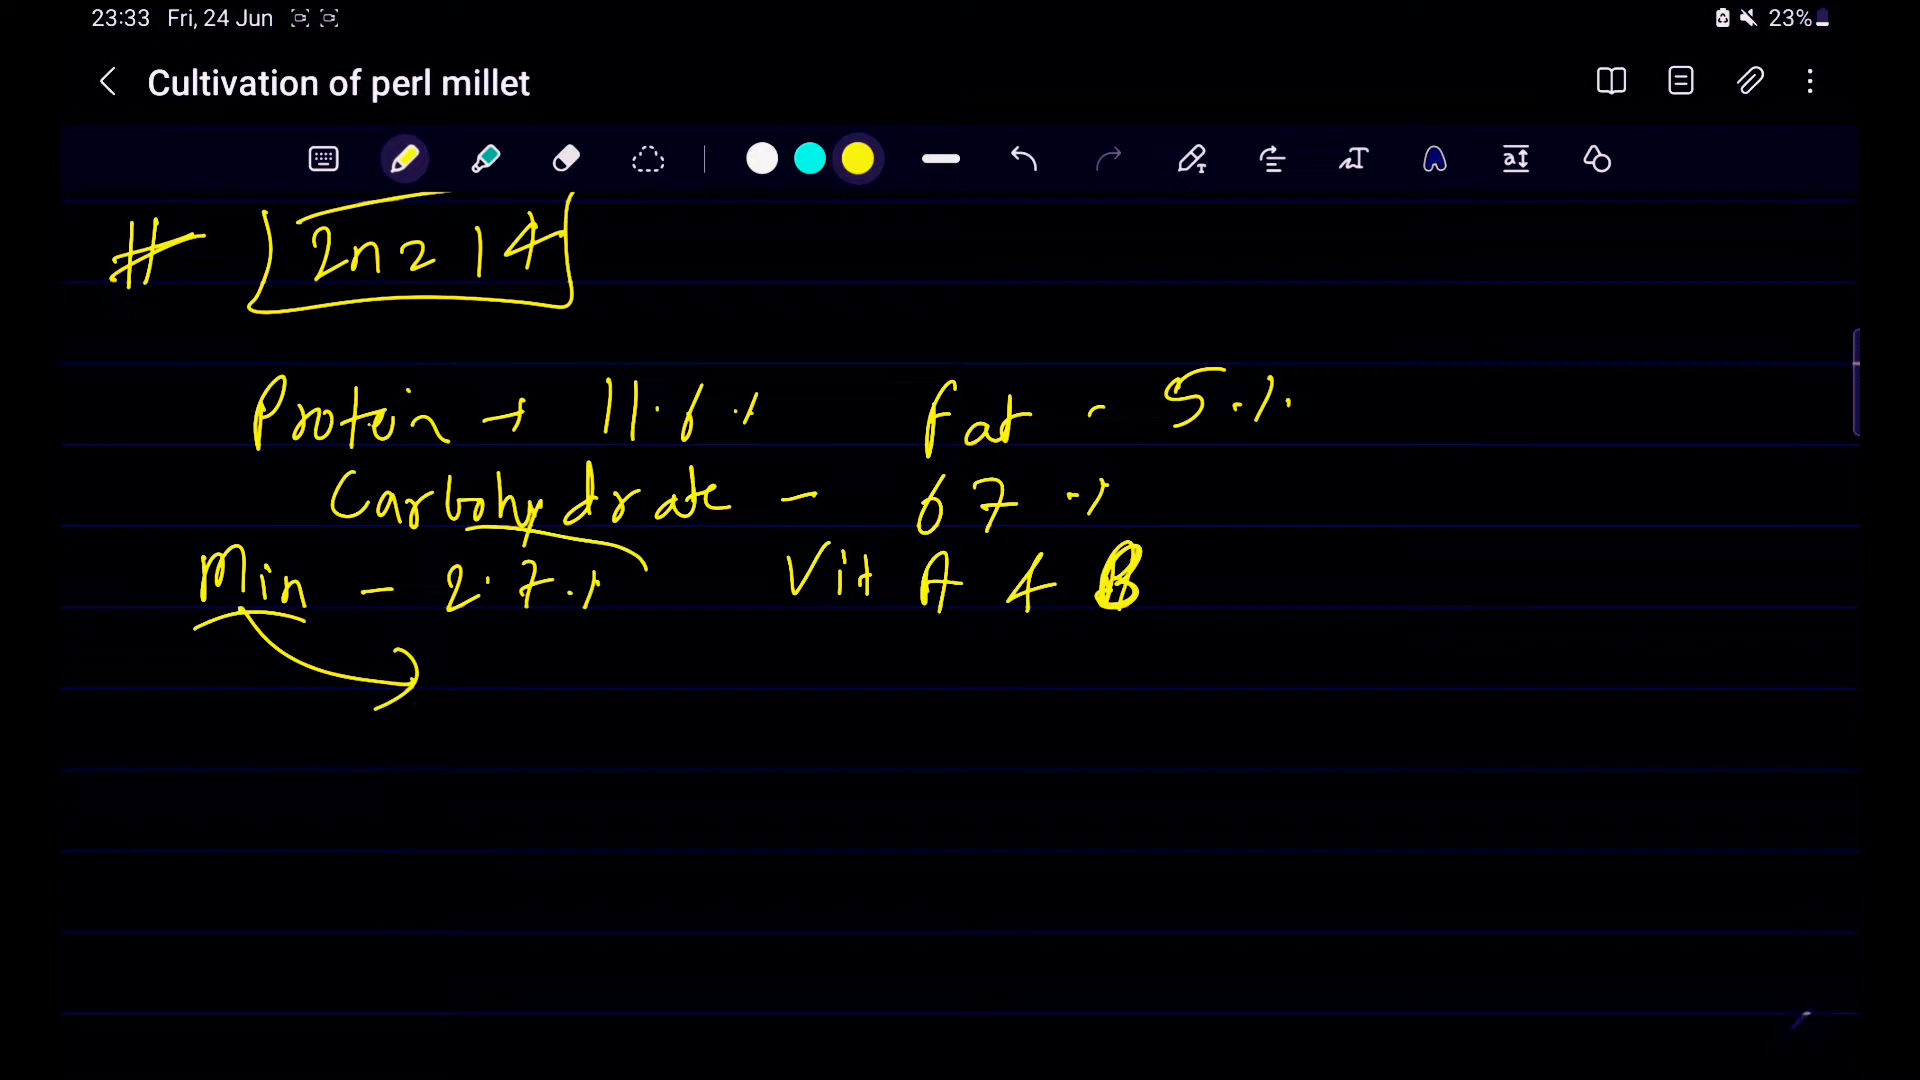 23:33 Fri, 24 Jun 23%
Cultivation of perl millet
# 2n = 14
Protein → 11.6 % Fat - 5 %
Carbohydrate - 67 %
Min - 2.7 % Vit A & B